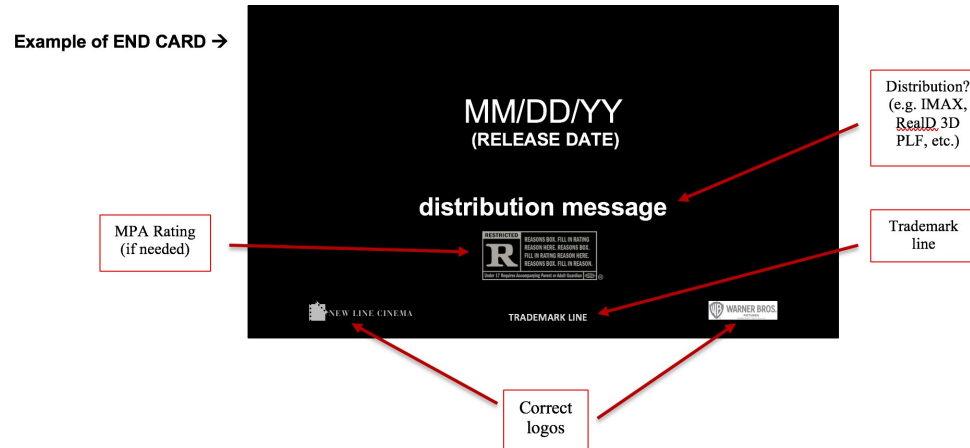 Example of END CARD →
MM/DD/YY
(RELEASE DATE)
Distribution?
(e.g. IMAX,
RealD 3D
PLF, etc.)
distribution message
MPA Rating
(if needed)
RESTRICTED
R
REASONS BOX. FILL IN RATING
REASON HERE. REASONS BOX.
FILL IN RATING REASON HERE.
REASONS BOX. FILL IN REASON.
Under 17 Requires Accompanying Parent or Adult Guardian
Trademark
line
NEW LINE CINEMA
TRADEMARK LINE
WARNER BROS.
Correct
logos